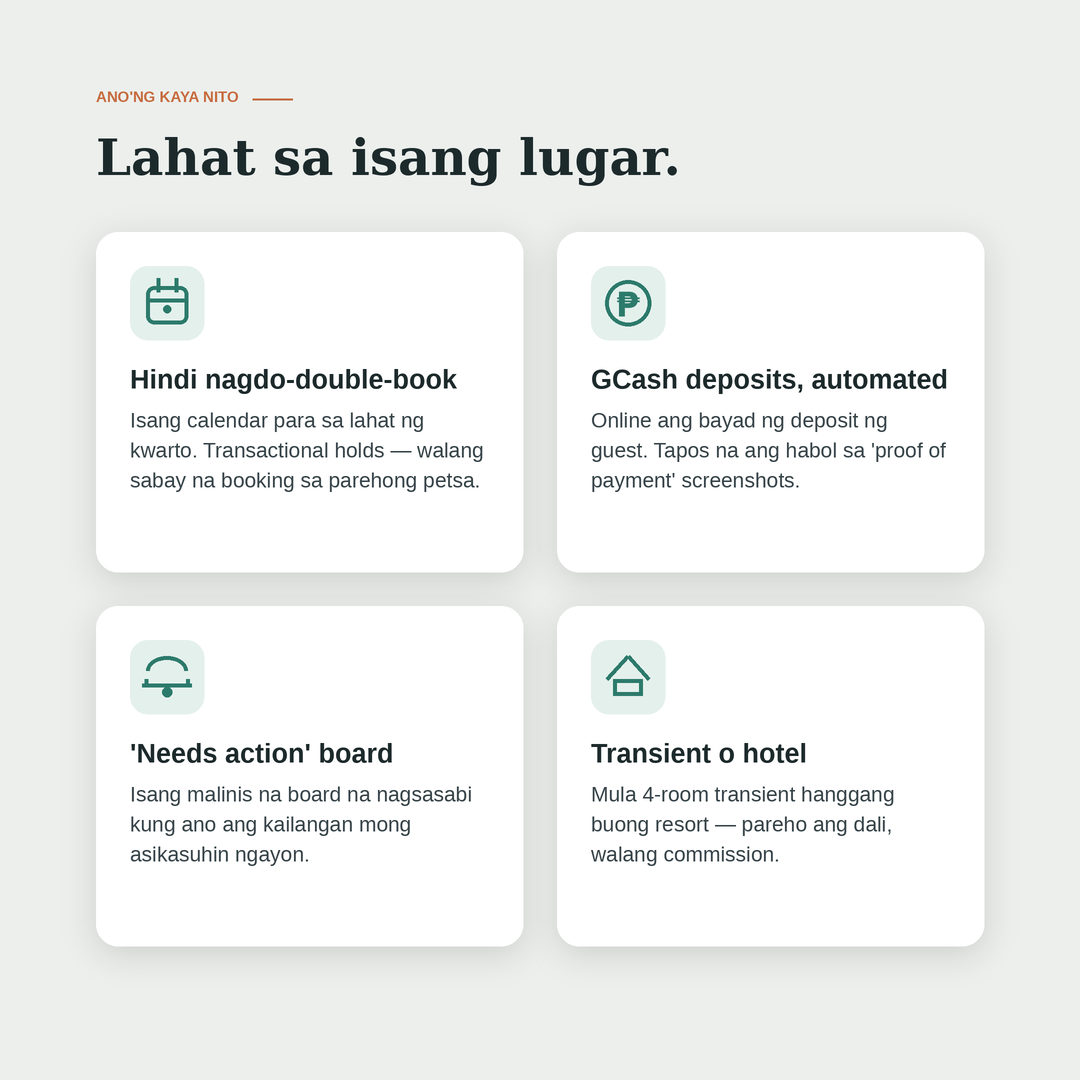 ANO'NG KAYA NITO
Lahat sa isang lugar.
Hindi nagdo-double-book
Isang calendar para sa lahat ng
kwarto. Transactional holds — walang
sabay na booking sa parehong petsa.
₱
GCash deposits, automated
Online ang bayad ng deposit ng
guest. Tapos na ang habol sa 'proof of
payment' screenshots.
'Needs action' board
Isang malinis na board na nagsasabi
kung ano ang kailangan mong
asikasuhin ngayon.
Transient o hotel
Mula 4-room transient hanggang
buong resort — pareho ang dali,
walang commission.